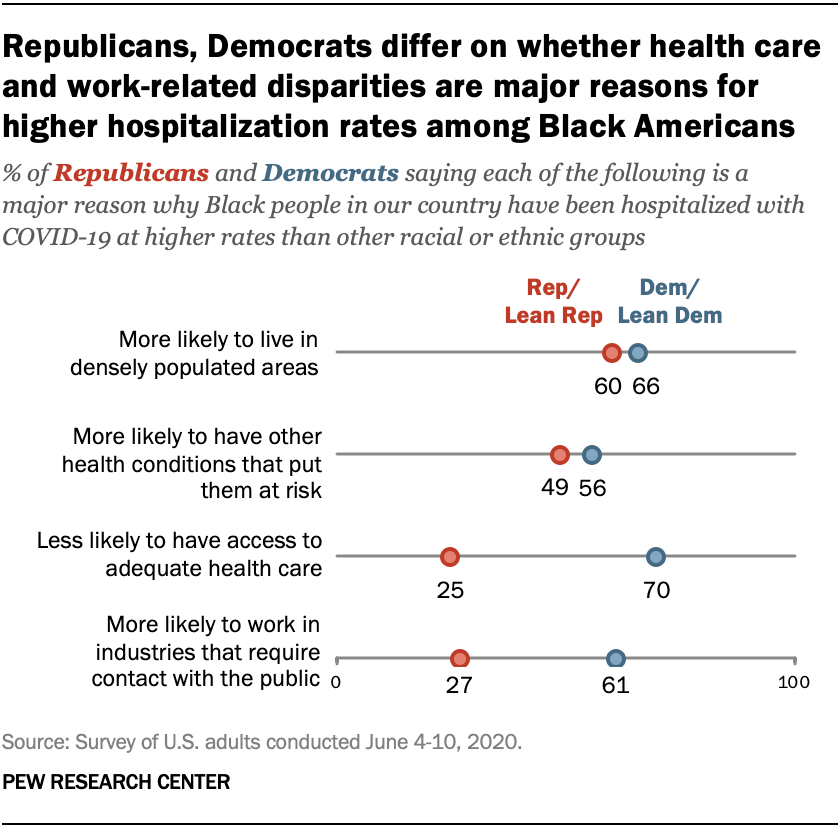 Republicans, Democrats differ on whether health care
and work-related disparities are major reasons for
higher hospitalization rates among Black Americans
% of Republicans and Democrats saying each of the following is a
major reason why Black people in our country have been hospitalized with
COVID-19 at higher rates than other racial or ethnic groups
Rep/
Lean Rep
Dem/
Lean Dem
More likely to live in
densely populated areas
60 66
More likely to have other
health conditions that put
them at risk
49 56
Less likely to have access to
adequate health care
25 70
More likely to work in
industries that require
contact with the public
0 27 61 100
Source: Survey of U.S. adults conducted June 4-10, 2020.
PEW RESEARCH CENTER